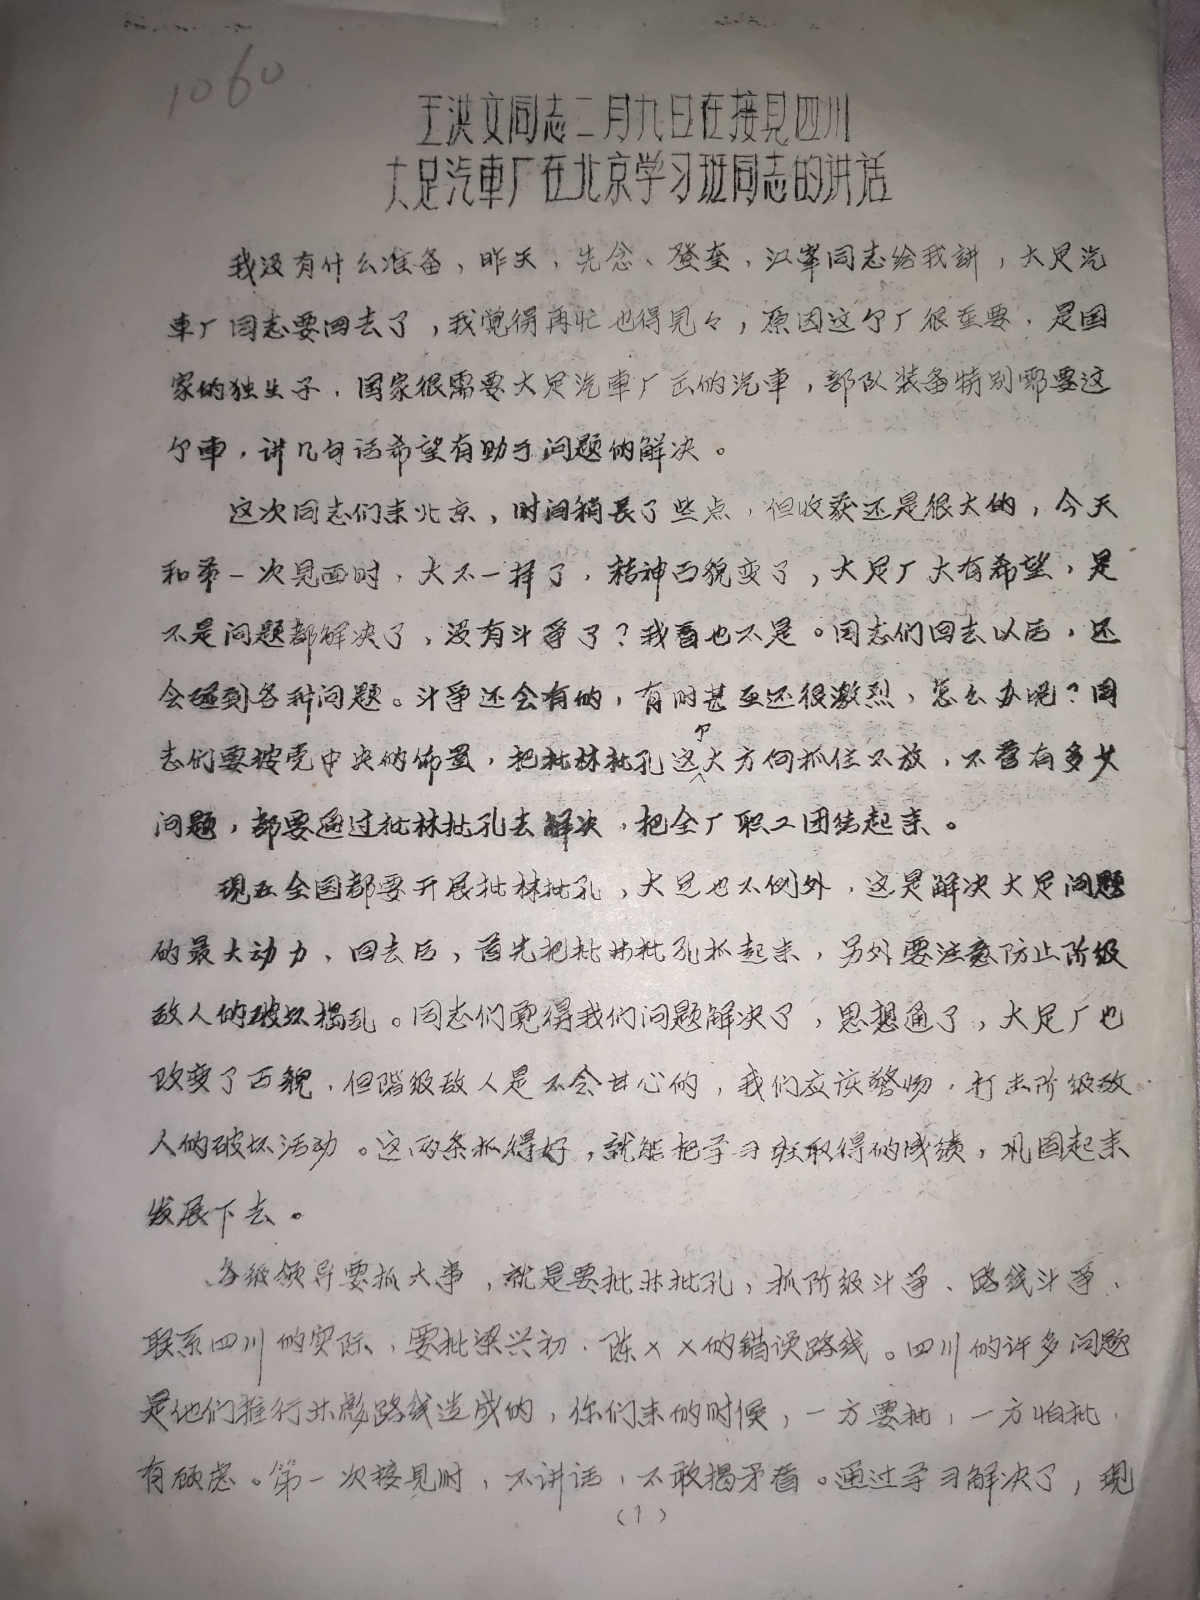 1060
王洪文同志二月九日在接見四川
大足汽車厂在北京学习班同志的讲话
我没有什么准备，昨天，先念、登奎、汉峯同志给我讲，大足汽
車厂同志要回去了，我觉得再忙也得見々，原因这个厂很重要，是国
家的独生子，国家很需要大足汽車厂的汽車，部队装备特别需要这
个車，讲几句话希望有助于问题的解决。
这次同志们来北京，时间稍长了些点，但收获还是很大的，今天
和第一次見面时，大不一样了，精神面貌变了，大足厂大有希望，是
不是问题都解决了，没有斗争了？我看也不是。同志们回去以后，还
会碰到各种问题。斗争还会有的，有时甚至还很激烈，怎么办呢？同
志们要按党中央的佈置，把批林批孔这个大方向抓住不放，不管有多少
问题，都要通过批林批孔去解决，把全厂职工团结起来。
现在全国都要开展批林批孔，大足也不例外，这是解决大足问题
的最大动力，回去后，首先把批林批孔抓起来，另外要注意防止阶级
敌人的破坏捣乱。同志们觉得我们问题解决了，思想通了，大足厂也
改变了面貌，但階级敌人是不会甘心的，我们应该警惕，打击阶级敌
人的破坏活动。这两条抓得好，就能把学习班取得的成绩，巩固起来
发展下去。
各级领导要抓大事，就是要批林批孔，抓阶级斗争、路线斗争，
联系四川的实际，要批梁兴初、陈××的错误路线。四川的许多问题
是他们推行林彪路线造成的，你们来的时候，一方要批，一方怕批，
有顾虑。第一次接見时，不讲话，不敢揭矛盾。通过学习解决了，现
（1）